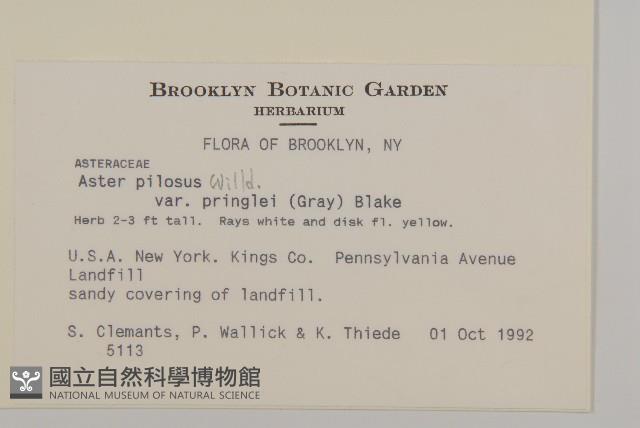 BROOKLYN BOTANIC GARDEN
HERBARIUM
FLORA OF BROOKLYN, NY
ASTERACEAE
Aster pilosus Willd.
var. pringlei (Gray) Blake
Herb 2-3 ft tall. Rays white and disk fl. yellow.
U.S.A. New York. Kings Co. Pennsylvania Avenue
Landfill
sandy covering of landfill.
S. Clemants, P. Wallick & K. Thiede 01 Oct 1992
5113
國立自然科學博物館
NATIONAL MUSEUM OF NATURAL SCIENCE